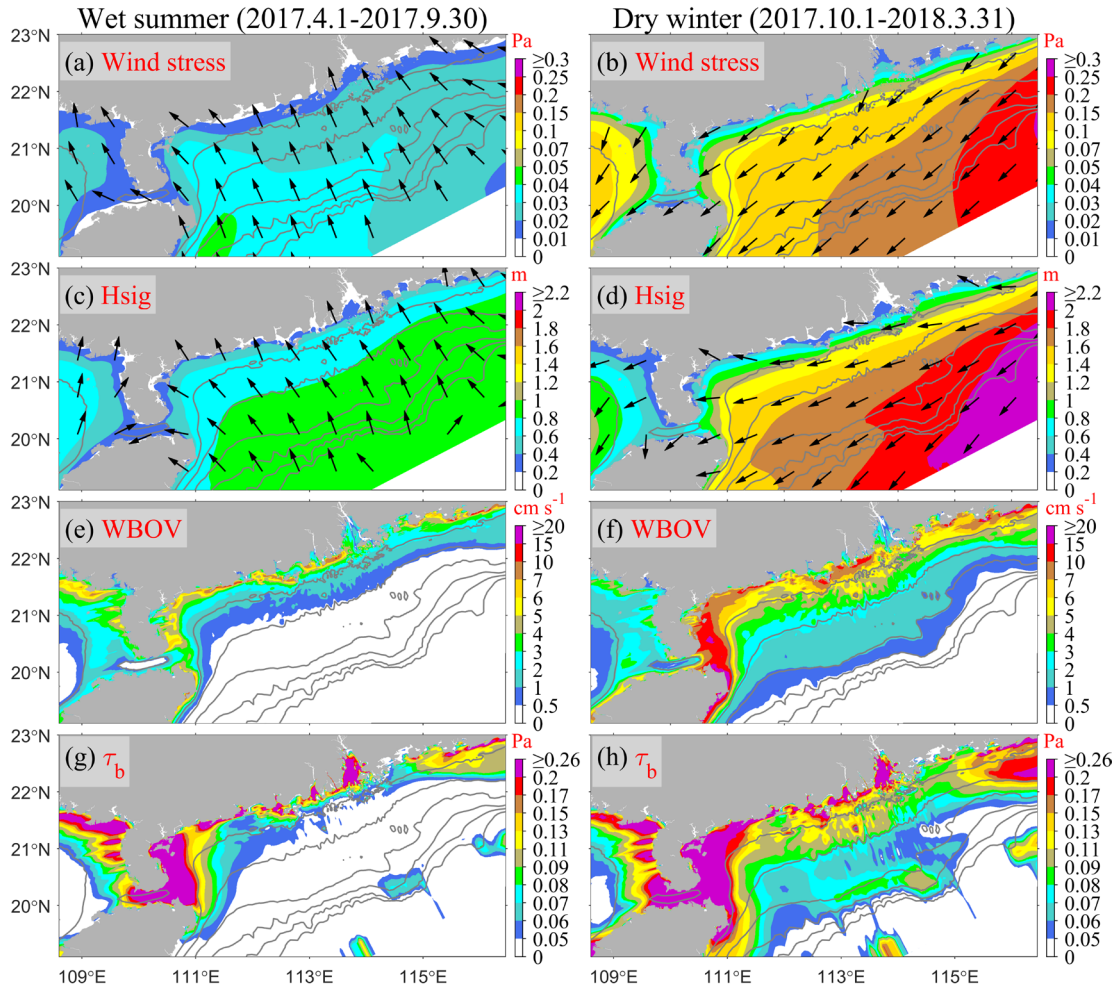 Wet summer (2017.4.1-2017.9.30)
Dry winter (2017.10.1-2018.3.31)
23°N
22°N
21°N
20°N
(a) Wind stress
Pa
≥0.3
0.25
0.2
0.15
0.1
0.07
0.05
0.04
0.03
0.02
0.01
0
(b) Wind stress
Pa
≥0.3
0.25
0.2
0.15
0.1
0.07
0.05
0.04
0.03
0.02
0.01
0
23°N
22°N
21°N
20°N
(c) Hsig
m
≥2.2
2
1.8
1.6
1.4
1.2
1
0.8
0.6
0.4
0.2
0
(d) Hsig
m
≥2.2
2
1.8
1.6
1.4
1.2
1
0.8
0.6
0.4
0.2
0
23°N
22°N
21°N
20°N
(e) WBOV
cm s⁻¹
≥20
15
10
7
6
5
4
3
2
1
0.5
0
(f) WBOV
cm s⁻¹
≥20
15
10
7
6
5
4
3
2
1
0.5
0
23°N
22°N
21°N
20°N
(g) τb
Pa
≥0.26
0.2
0.17
0.15
0.13
0.11
0.09
0.08
0.07
0.06
0.05
0
(h) τb
Pa
≥0.26
0.2
0.17
0.15
0.13
0.11
0.09
0.08
0.07
0.06
0.05
0
109°E
111°E
113°E
115°E
109°E
111°E
113°E
115°E